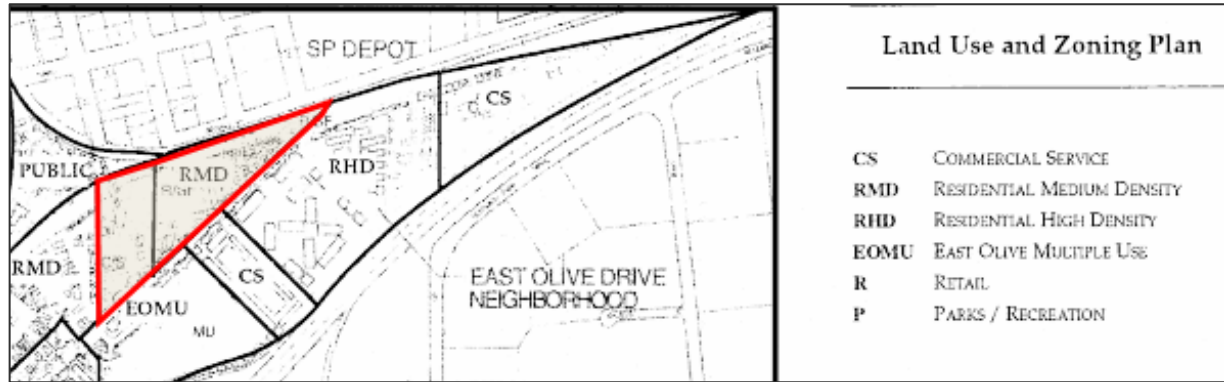 SP DEPOT
CS
PUBLIC
RMD
RHD
RMD
CS
EOMU
MU
EAST OLIVE DRIVE
NEIGHBORHOOD
Land Use and Zoning Plan
CS COMMERCIAL SERVICE
RMD RESIDENTIAL MEDIUM DENSITY
RHD RESIDENTIAL HIGH DENSITY
EOMU EAST OLIVE MULTIPLE USE
R RETAIL
P PARKS / RECREATION